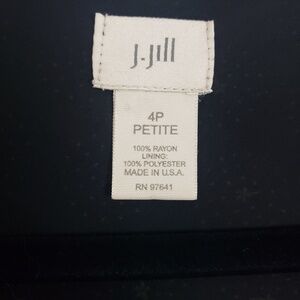 J.Jill
4P
PETITE
100% RAYON
LINING:
100% POLYESTER
MADE IN U.S.A.
RN 97641